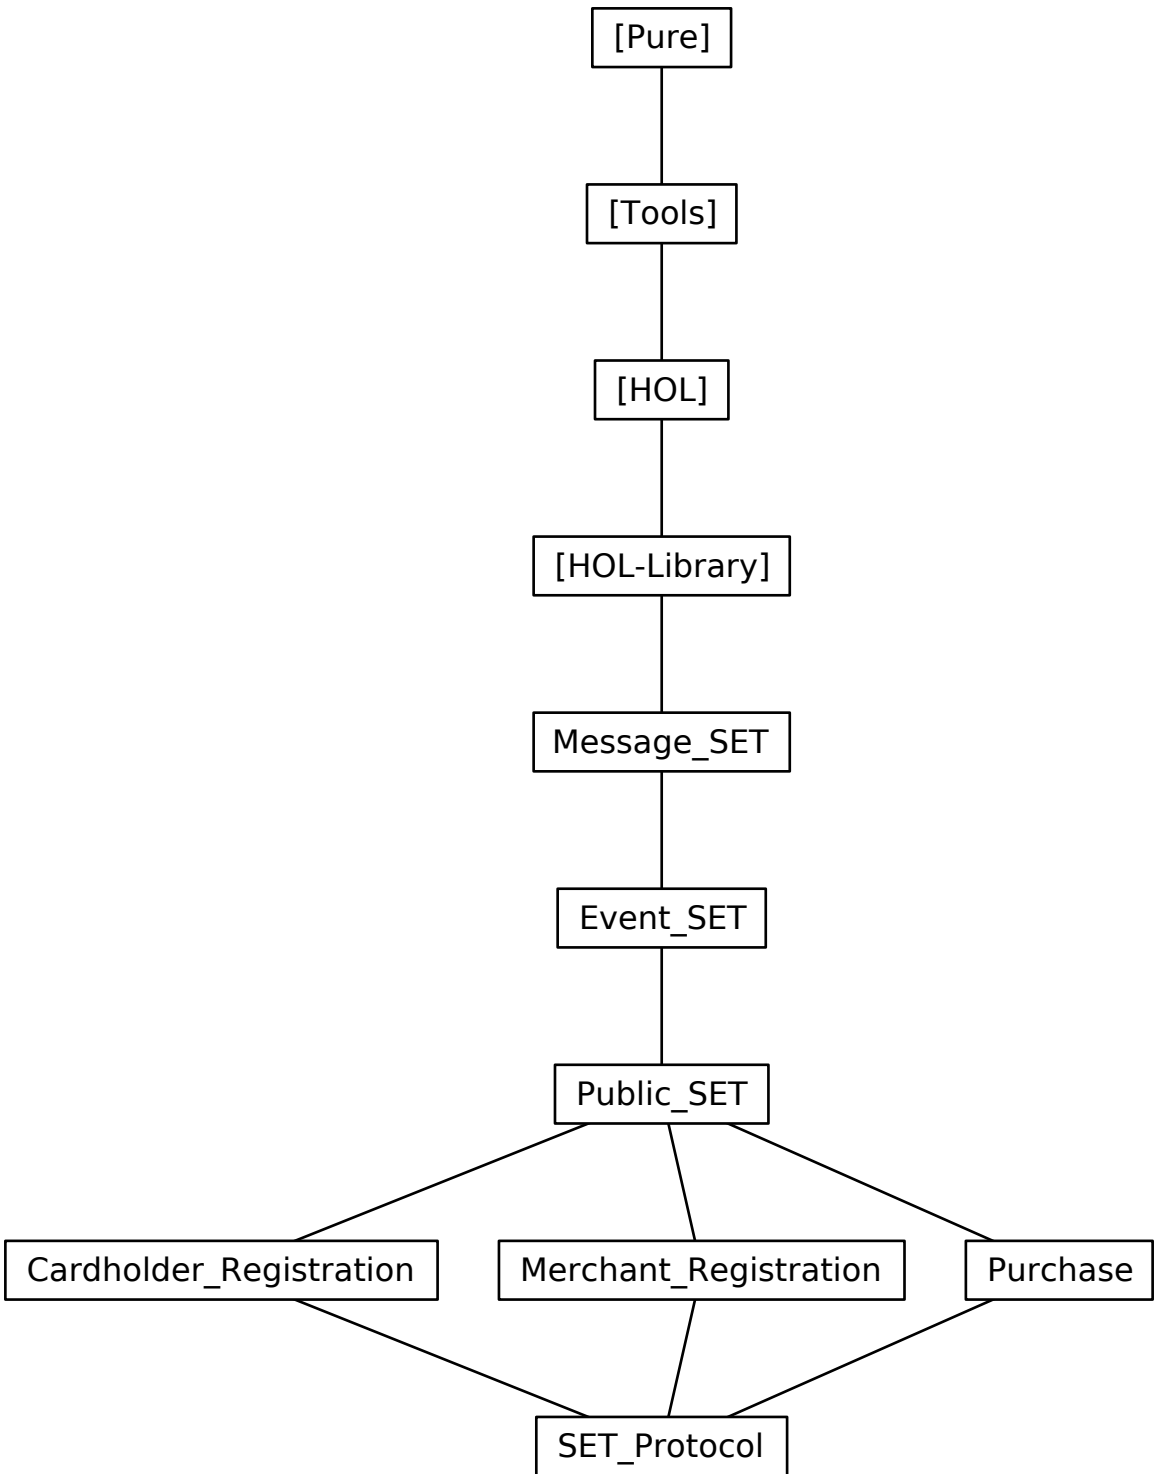 [Pure]
[Tools]
[HOL]
[HOL-Library]
Message_SET
Event_SET
Public_SET
Cardholder_Registration
Merchant_Registration
Purchase
SET_Protocol